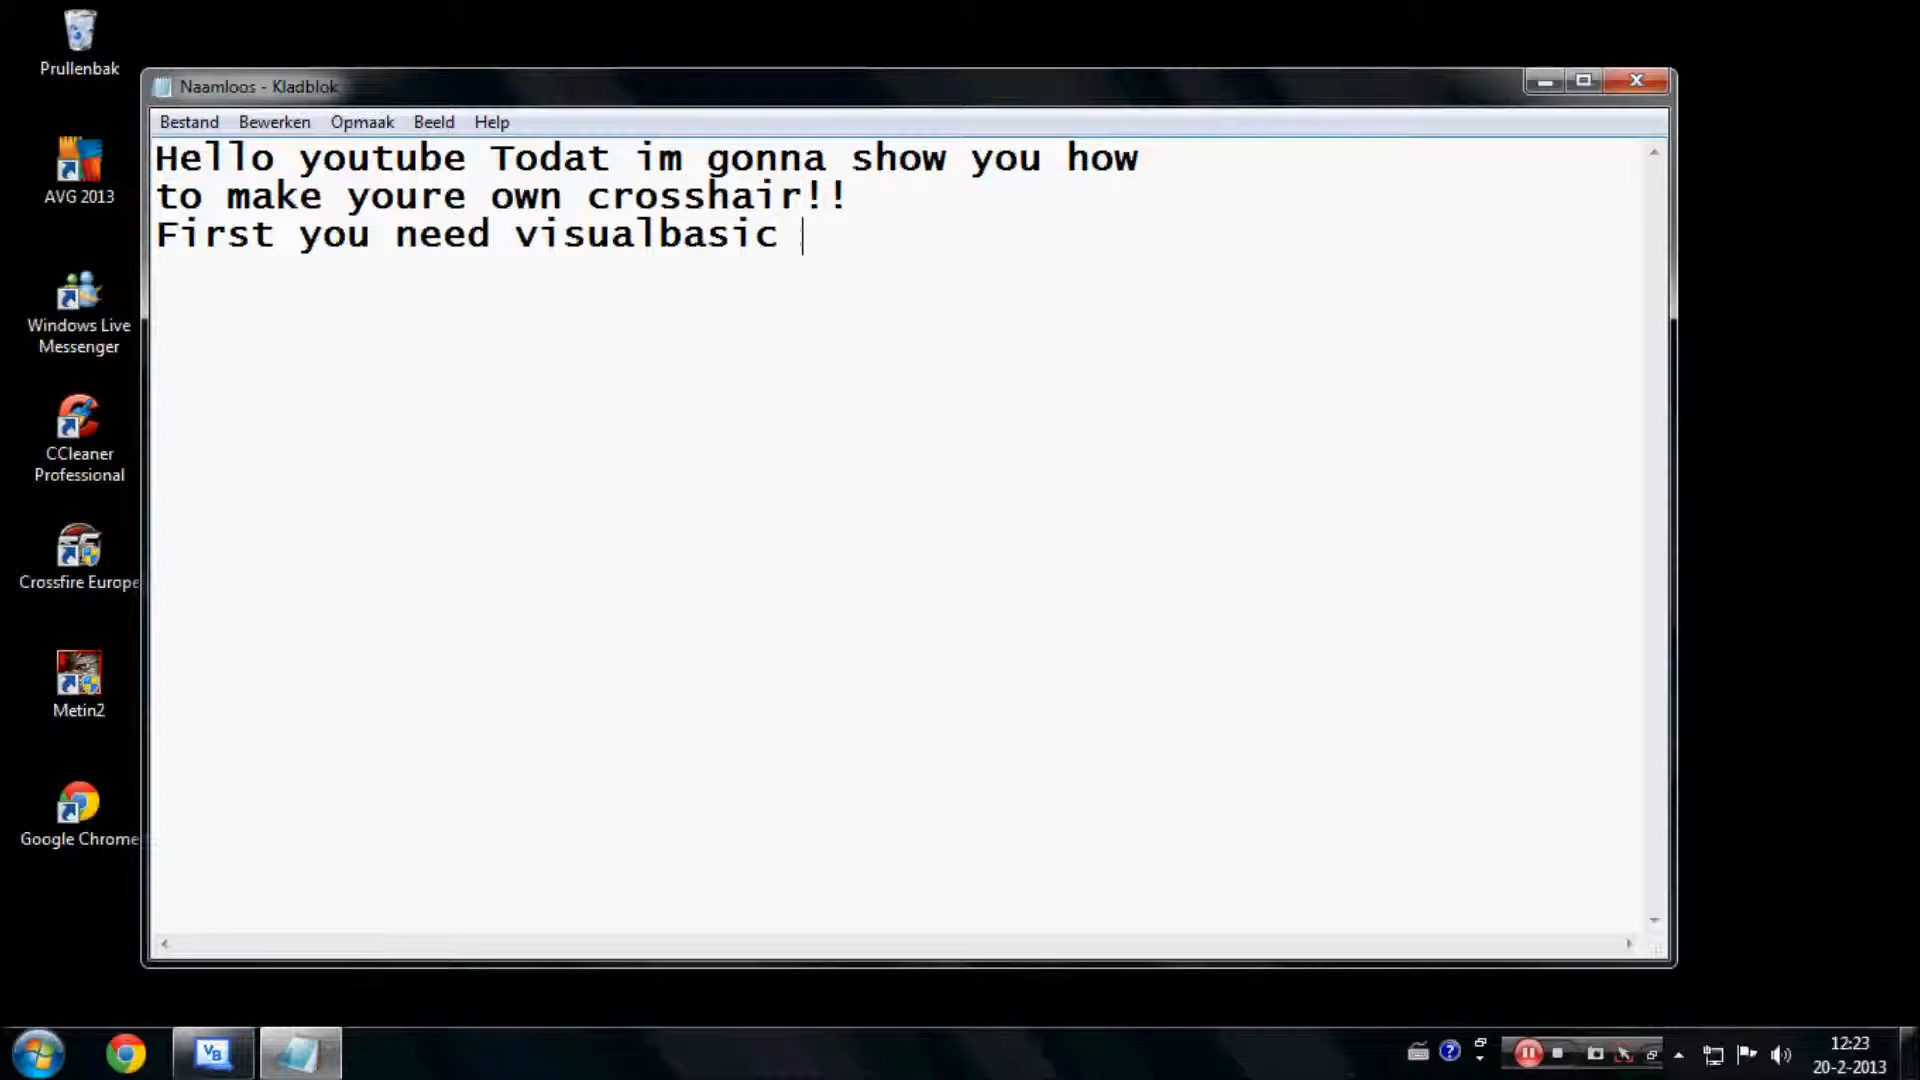 Prullenbak
Naamloos - Kladblok
Bestand Bewerken Opmaak Beeld Help
Hello youtube Todat im gonna show you how
to make youre own crosshair!!
First you need visualbasic
AVG 2013
Windows Live
Messenger
CCleaner
Professional
Crossfire Europe
Metin2
Google Chrome
VB
12:23
20-2-2013